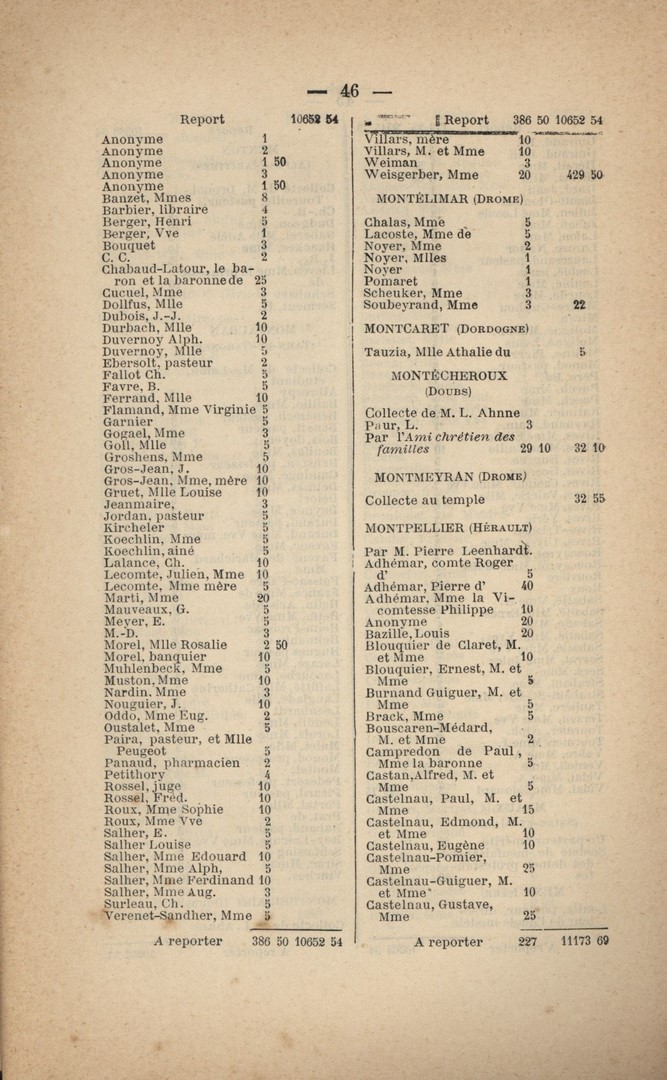 — 46 —
Report 10652 54
Anonyme 1
Anonyme 2
Anonyme 1 50
Anonyme 3
Anonyme 1 50
Banzet, Mmes 8
Barbier, libraire 4
Berger, Henri 5
Berger, Vve 1
Bouquet 3
C. C. 2
Chabaud-Latour, le ba-
ron et la baronne de 25
Cucuel, Mme 3
Dollfus, Mlle 5
Dubois, J.-J. 2
Durbach, Mlle 10
Duvernoy Alph. 10
Duvernoy, Mlle 5
Ebersolt, pasteur 2
Fallot Ch. 5
Favre, B. 5
Ferrand, Mlle 10
Flamand, Mme Virginie 5
Garnier 5
Gogael, Mme 3
Goll, Mlle 5
Groshens, Mme 5
Gros-Jean, J. 10
Gros-Jean, Mme, mère 10
Gruet, Mlle Louise 10
Jeanmaire, 3
Jordan, pasteur 5
Kircheler 5
Koechlin, Mme 5
Koechlin, ainé 5
Lalance, Ch. 10
Lecomte, Julien, Mme 10
Lecomte, Mme mère 5
Marti, Mme 20
Mauveaux, G. 5
Meyer, E. 5
M.-D. 3
Morel, Mlle Rosalie 2 50
Morel, banquier 10
Muhlenbeck, Mme 5
Muston, Mme 10
Nardin, Mme 3
Nouguier, J. 10
Oddo, Mme Eug. 2
Oustalet, Mme 5
Paira, pasteur, et Mlle
Peugeot 5
Panaud, pharmacien 2
Petithory 4
Rossel, juge 10
Rossel, Fréd. 10
Roux, Mme Sophie 10
Roux, Mme Vve 2
Salher, E. 5
Salher Louise 5
Salher, Mme Edouard 10
Salher, Mme Alph, 5
Salher, Mme Ferdinand 10
Salher, Mme Aug. 3
Surleau, Ch. 5
Verenet-Sandher, Mme 5
A reporter 386 50 10652 54
Report 386 50 10652 54
Villars, mère 10
Villars, M. et Mme 10
Weiman 3
Weisgerber, Mme 20 429 50
MONTÉLIMAR (DROME)
Chalas, Mme 5
Lacoste, Mme de 5
Noyer, Mme 2
Noyer, Mlles 1
Noyer 1
Pomaret 1
Scheuker, Mme 3
Soubeyrand, Mme 3 22
MONTCARET (DORDOGNE)
Tauzia, Mlle Athalie du 5
MONTÉCHEROUX
(DOUBS)
Collecte de M. L. Ahnne
Paur, L. 3
Par l'Ami chrétien des
familles 29 10 32 10
MONTMEYRAN (DROME)
Collecte au temple 32 55
MONTPELLIER (HÉRAULT)
Par M. Pierre Leenhardt.
Adhémar, comte Roger
d' 5
Adhémar, Pierre d' 40
Adhémar, Mme la Vi-
comtesse Philippe 10
Anonyme 20
Bazille, Louis 20
Blouquier de Claret, M.
et Mme 10
Blouquier, Ernest, M. et
Mme 5
Burnand Guiguer, M. et
Mme 5
Brack, Mme 5
Bouscaren-Médard,
M. et Mme 2
Campredon de Paul,
Mme la baronne 5
Castan, Alfred, M. et
Mme 5
Castelnau, Paul, M. et
Mme 15
Castelnau, Edmond, M.
et Mme 10
Castelnau, Eugène 10
Castelnau-Pomier,
Mme 25
Castelnau-Guiguer, M.
et Mme 10
Castelnau, Gustave,
Mme 25
A reporter 227 11173 69